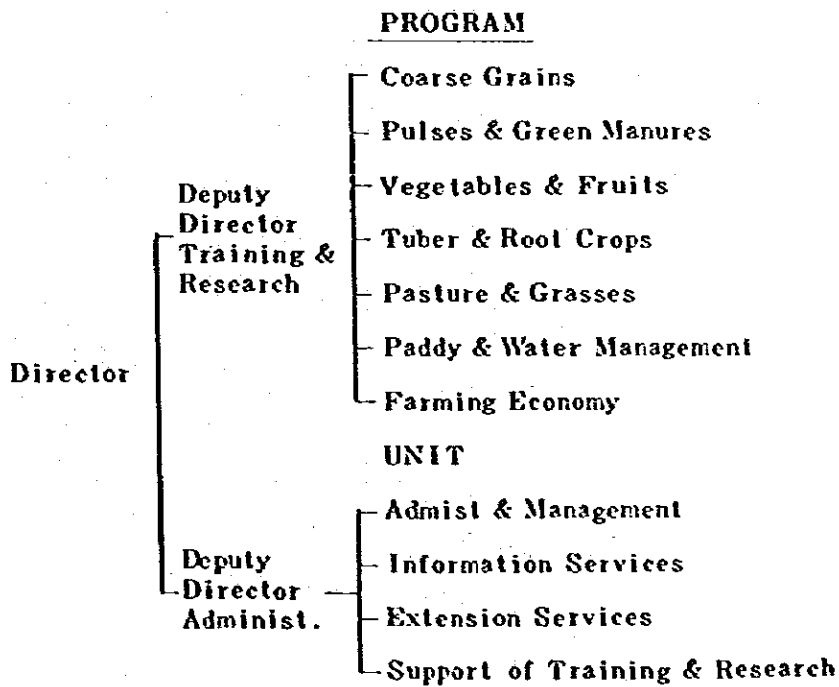 PROGRAM
Coarse Grains
Pulses & Green Manures
Vegetables & Fruits
Tuber & Root Crops
Pasture & Grasses
Paddy & Water Management
Farming Economy
Deputy
Director
Training &
Research
Director
UNIT
Admist & Management
Information Services
Extension Services
Support of Training & Research
Deputy
Director
Administ.